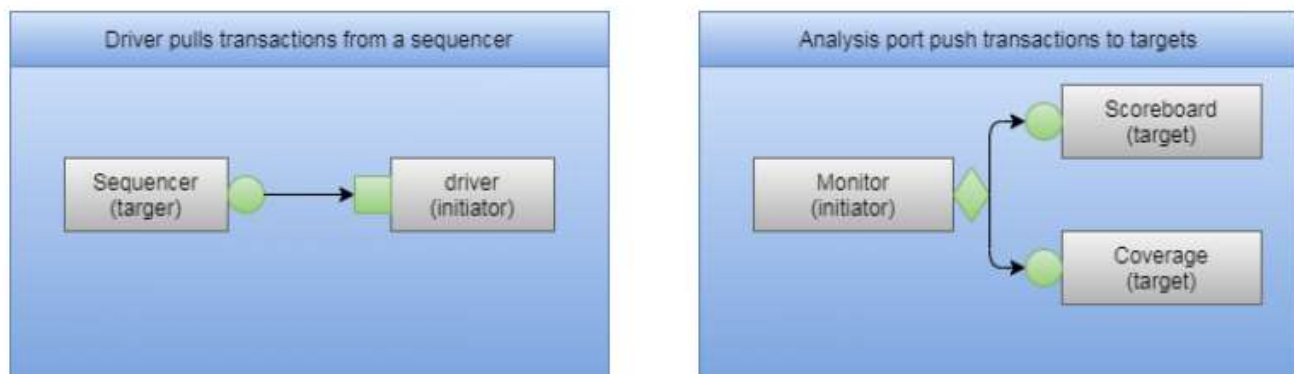 Driver pulls transactions from a sequencer
Sequencer
(targer)
driver
(initiator)
Analysis port push transactions to targets
Monitor
(initiator)
Scoreboard
(target)
Coverage
(target)